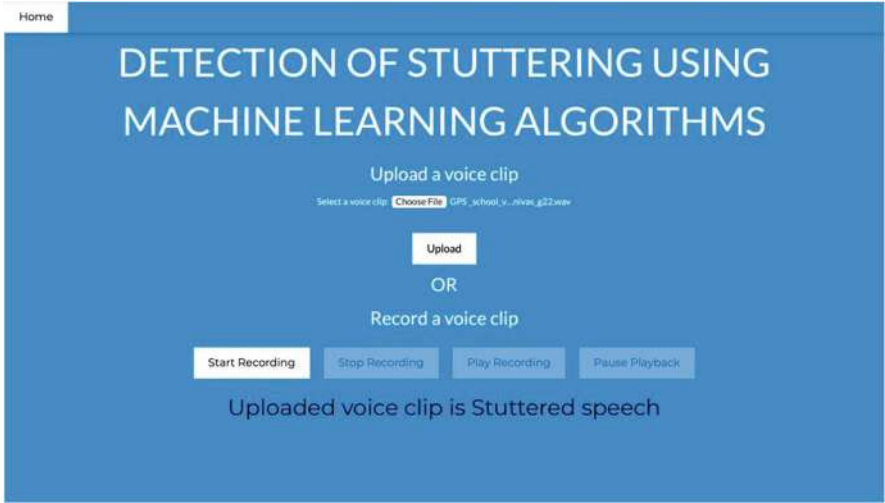 Home
DETECTION OF STUTTERING USING
MACHINE LEARNING ALGORITHMS
Upload a voice clip
Select a voice clip: Choose File GPS_school_v...nivas_g22.wav
Upload
OR
Record a voice clip
Start Recording Stop Recording Play Recording Pause Playback
Uploaded voice clip is Stuttered speech